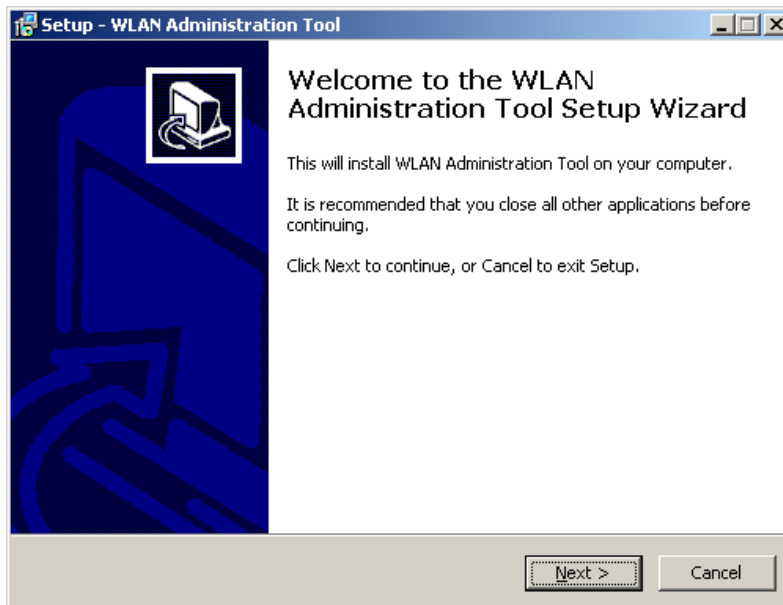 Setup - WLAN Administration Tool
Welcome to the WLAN
Administration Tool Setup Wizard
This will install WLAN Administration Tool on your computer.
It is recommended that you close all other applications before
continuing.
Click Next to continue, or Cancel to exit Setup.
Next >
Cancel